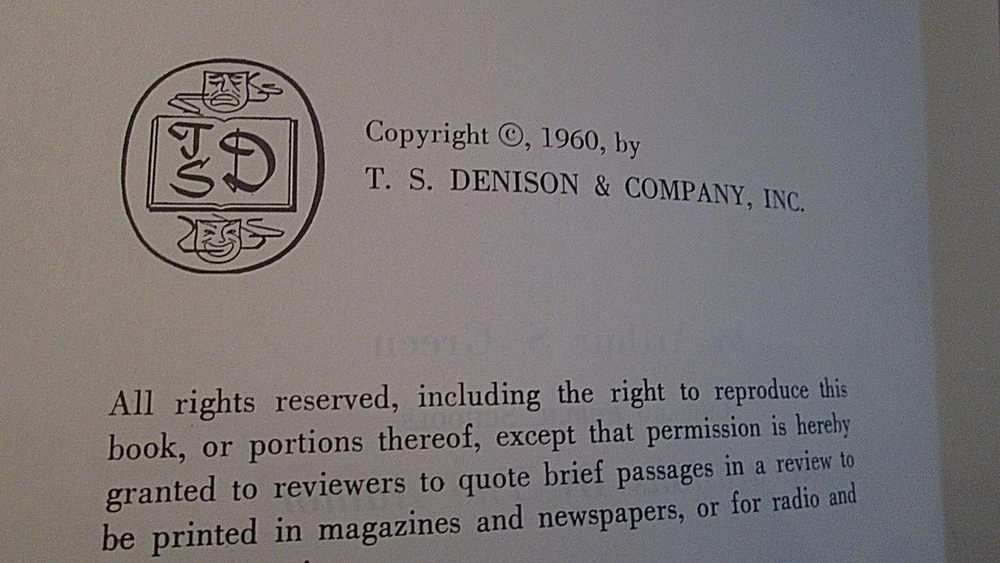 T
S D
Copyright ©, 1960, by
T. S. DENISON & COMPANY, INC.
All rights reserved, including the right to reproduce this
book, or portions thereof, except that permission is hereby
granted to reviewers to quote brief passages in a review to
be printed in magazines and newspapers, or for radio and